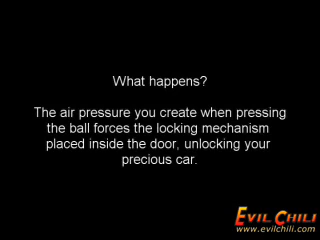 What happens?
The air pressure you create when pressing
the ball forces the locking mechanism
placed inside the door, unlocking your
precious car.
EVIL CHILI
www.evilchili.com